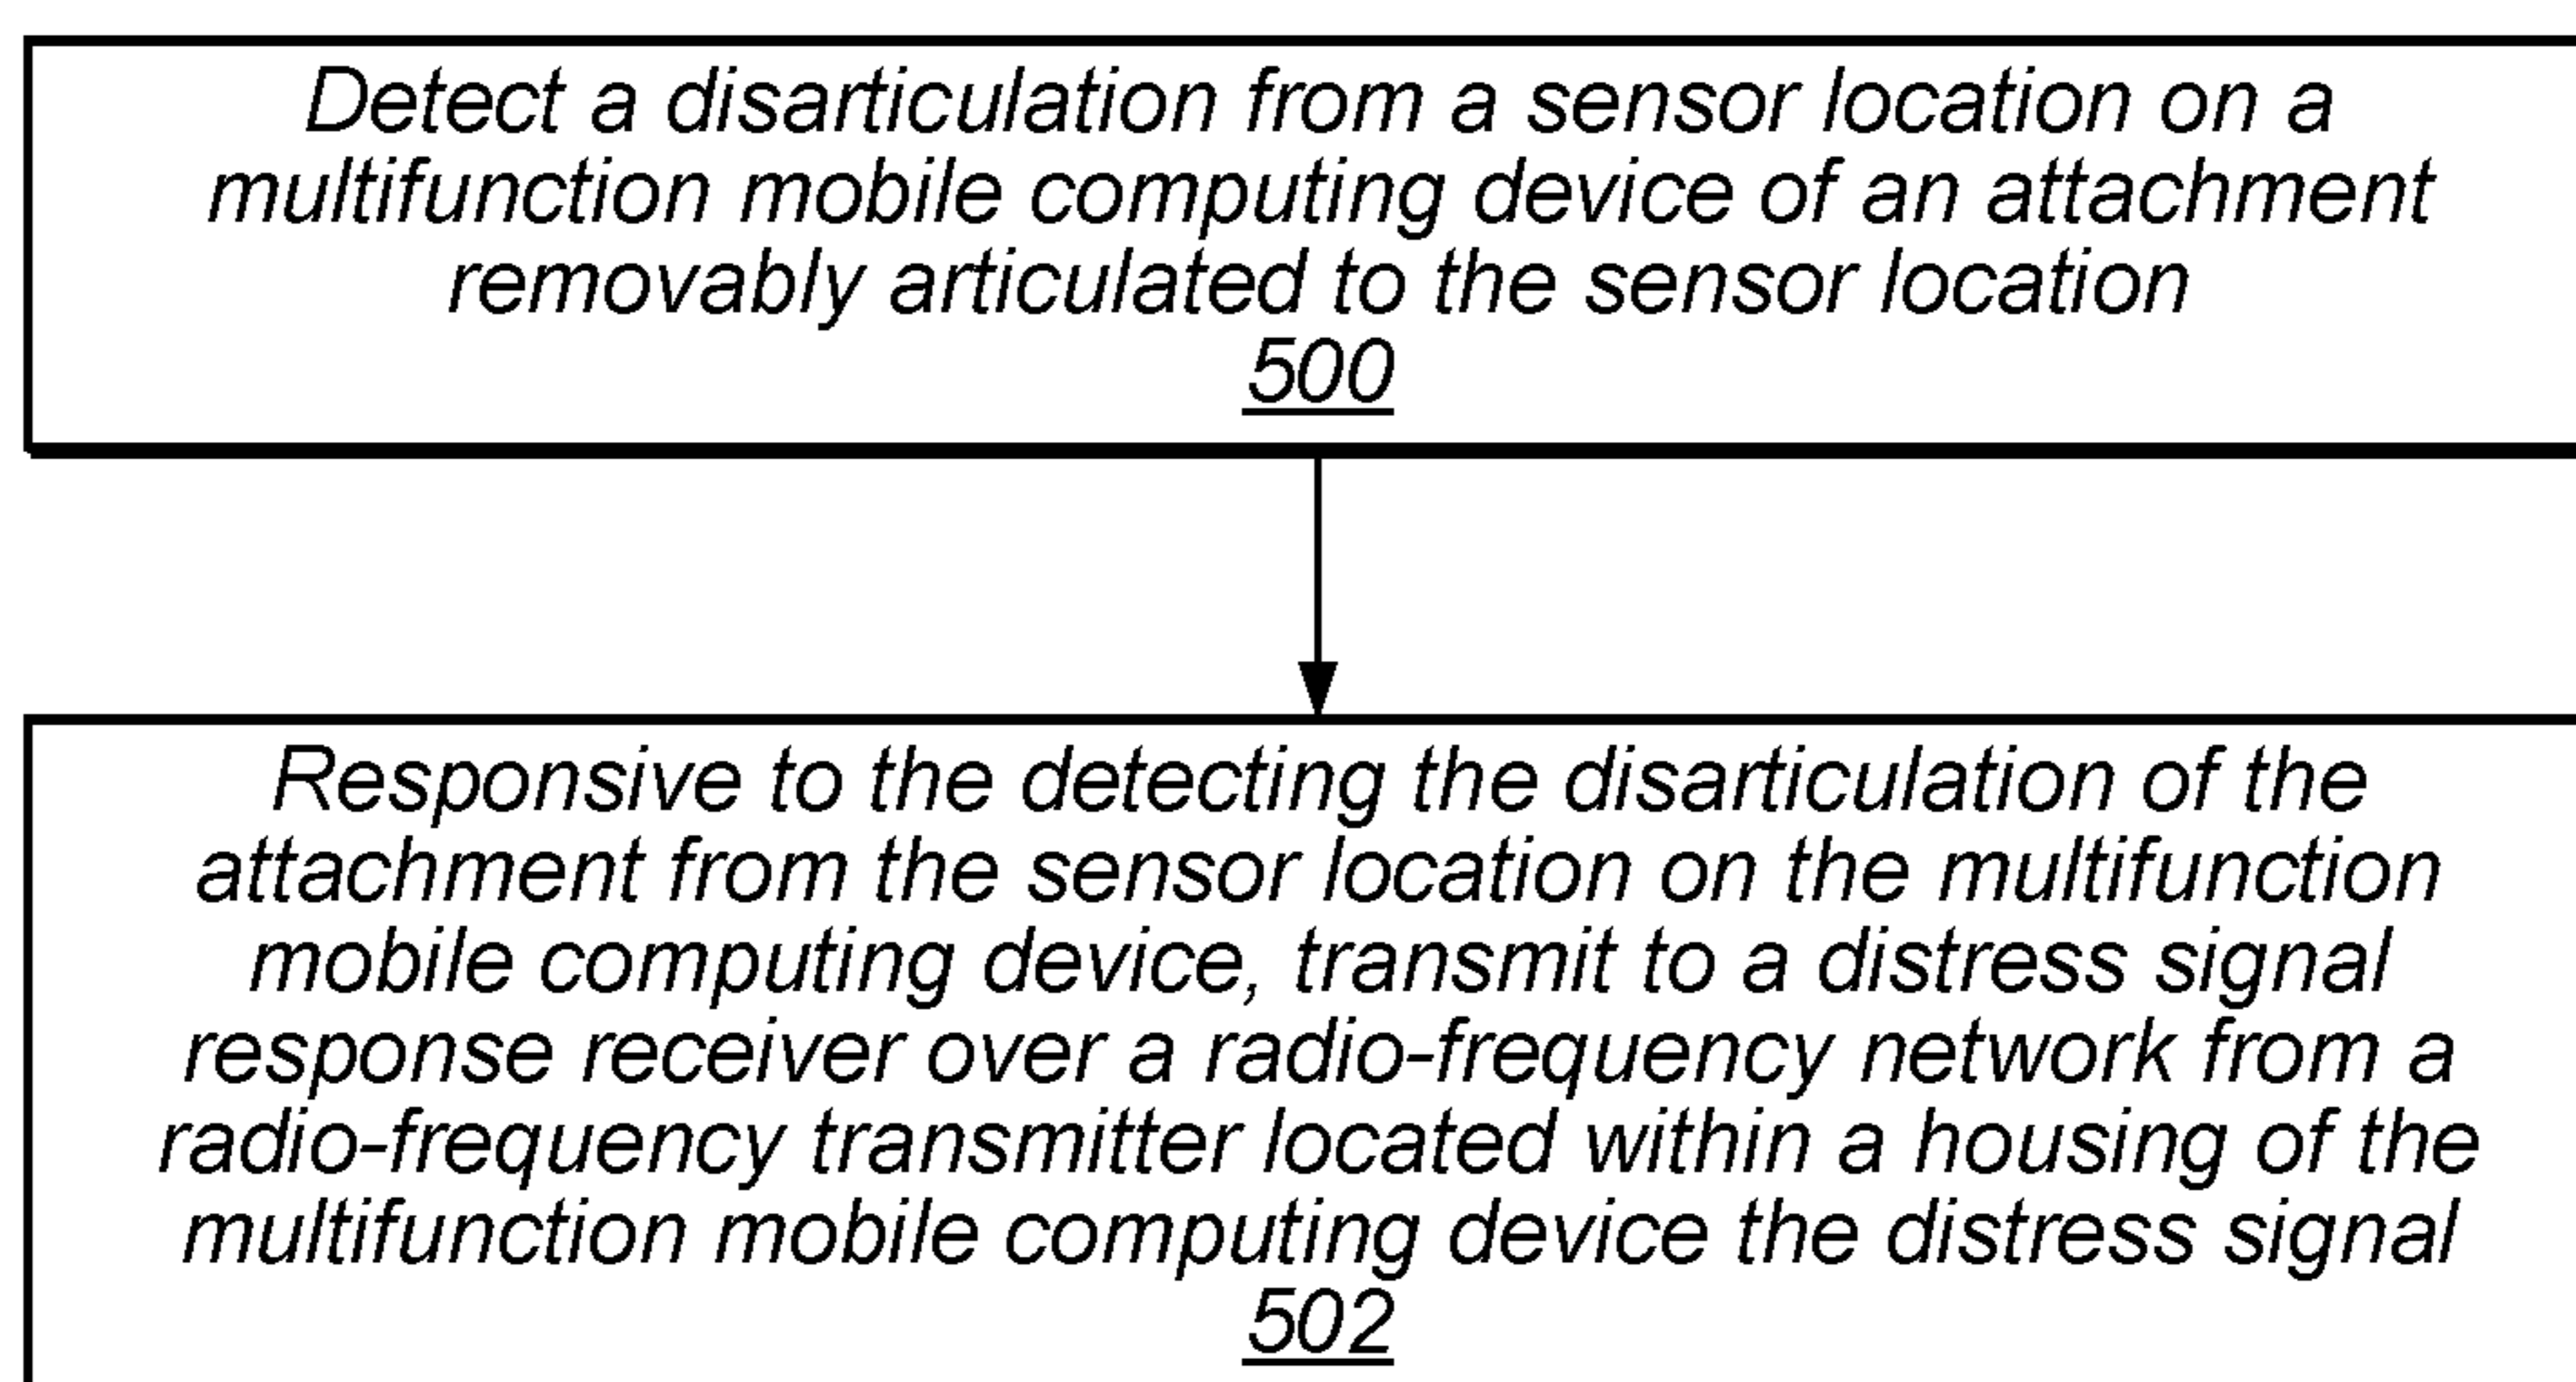 Detect a disarticulation from a sensor location on a
multifunction mobile computing device of an attachment
removably articulated to the sensor location
500
Responsive to the detecting the disarticulation of the
attachment from the sensor location on the multifunction
mobile computing device, transmit to a distress signal
response receiver over a radio-frequency network from a
radio-frequency transmitter located within a housing of the
multifunction mobile computing device the distress signal
502